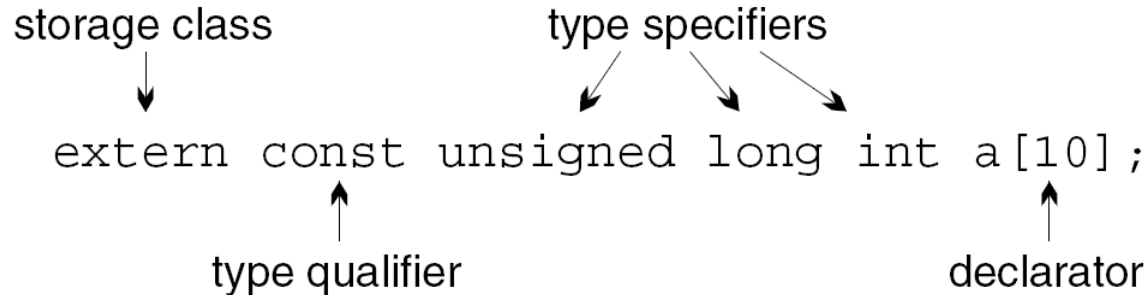 storage class type specifiers
extern const unsigned long int a[10];
type qualifier declarator